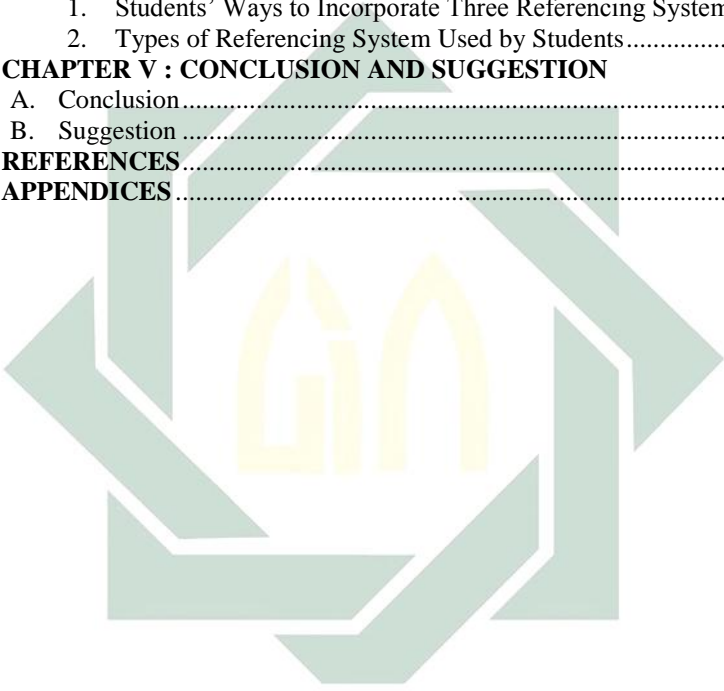 1. Students’ Ways to Incorporate Three Referencing System
2. Types of Referencing System Used by Students................
CHAPTER V : CONCLUSION AND SUGGESTION
A. Conclusion........................................................................................
B. Suggestion........................................................................................
REFERENCES........................................................................................
APPENDICES........................................................................................
UIN